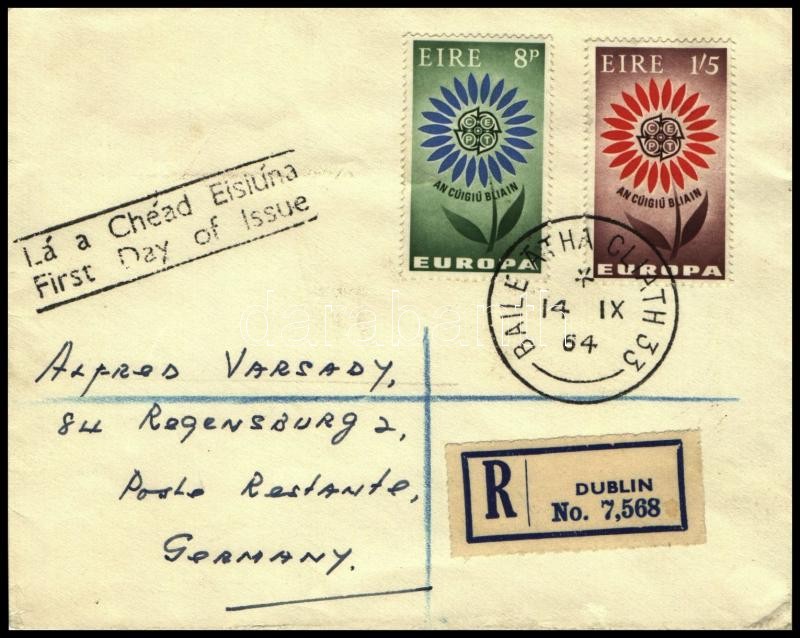 EIRE 8P
CEPT
AN CÚIGIÚ BLIAIN
EUROPA
EIRE 1/5
CEPT
AN CÚIGIÚ BLIAIN
EUROPA
Lá a Chéad Eisiúna
First Day of Issue
BAILE ÁTHA CLIATH 33
14 IX
64
darabanth
Alfred Varsady,
84 Regensburg 2,
Poste Restante,
Germany.
R
DUBLIN
No. 7,568